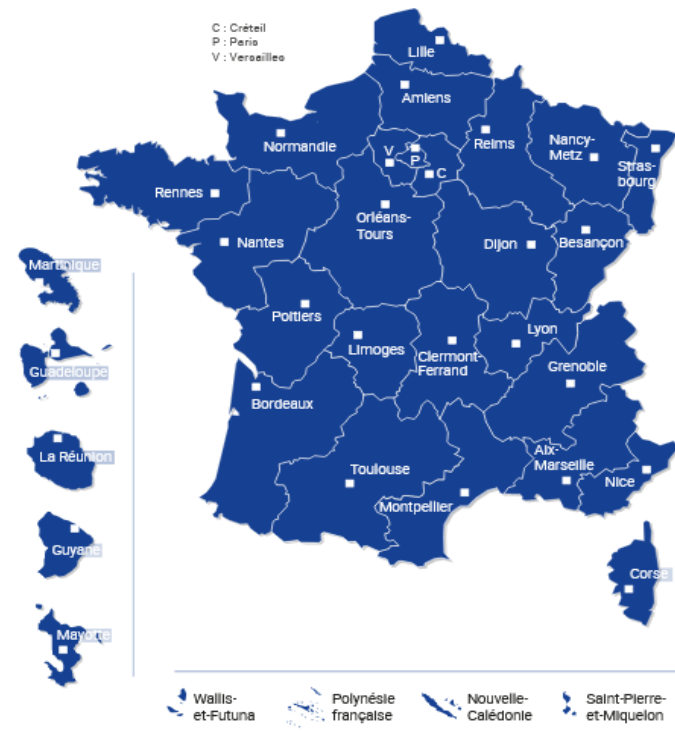 C : Créteil
P : Paris
V : Versailles
Lille
Amiens
Normandie
Reims
Nancy-
Metz
Stras-
bourg
V
P
C
Rennes
Orléans-
Tours
Nantes
Dijon
Besançon
Martinique
Poitiers
Lyon
Limoges
Clermont-
Ferrand
Grenoble
Guadeloupe
Bordeaux
Aix-
Marseille
La Réunion
Toulouse
Nice
Montpellier
Guyane
Corse
Mayotte
Wallis-
et-Futuna
Polynésie
française
Nouvelle-
Calédonie
Saint-Pierre-
et-Miquelon